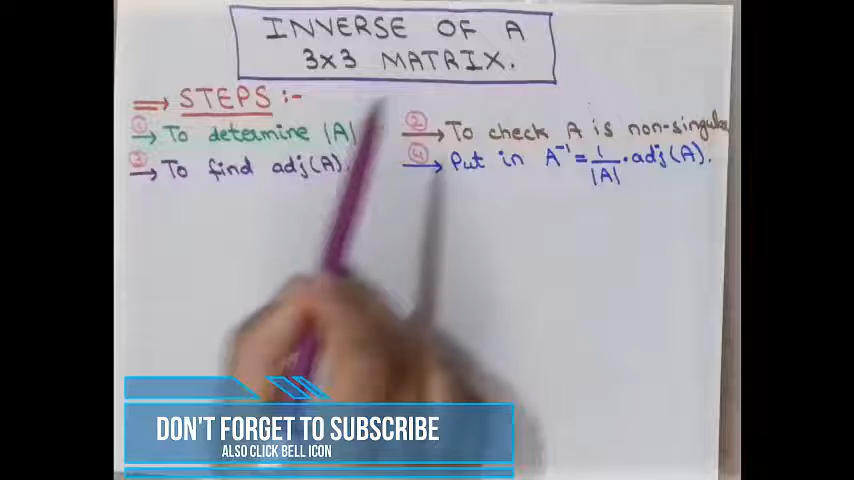 INVERSE OF A
3x3 MATRIX.
⇒ STEPS :-
① → To determine |A|
② → To check A is non-singular
③ → To find adj(A).
④ → Put in A⁻¹ = 1/|A| · adj(A).
DON'T FORGET TO SUBSCRIBE
ALSO CLICK BELL ICON